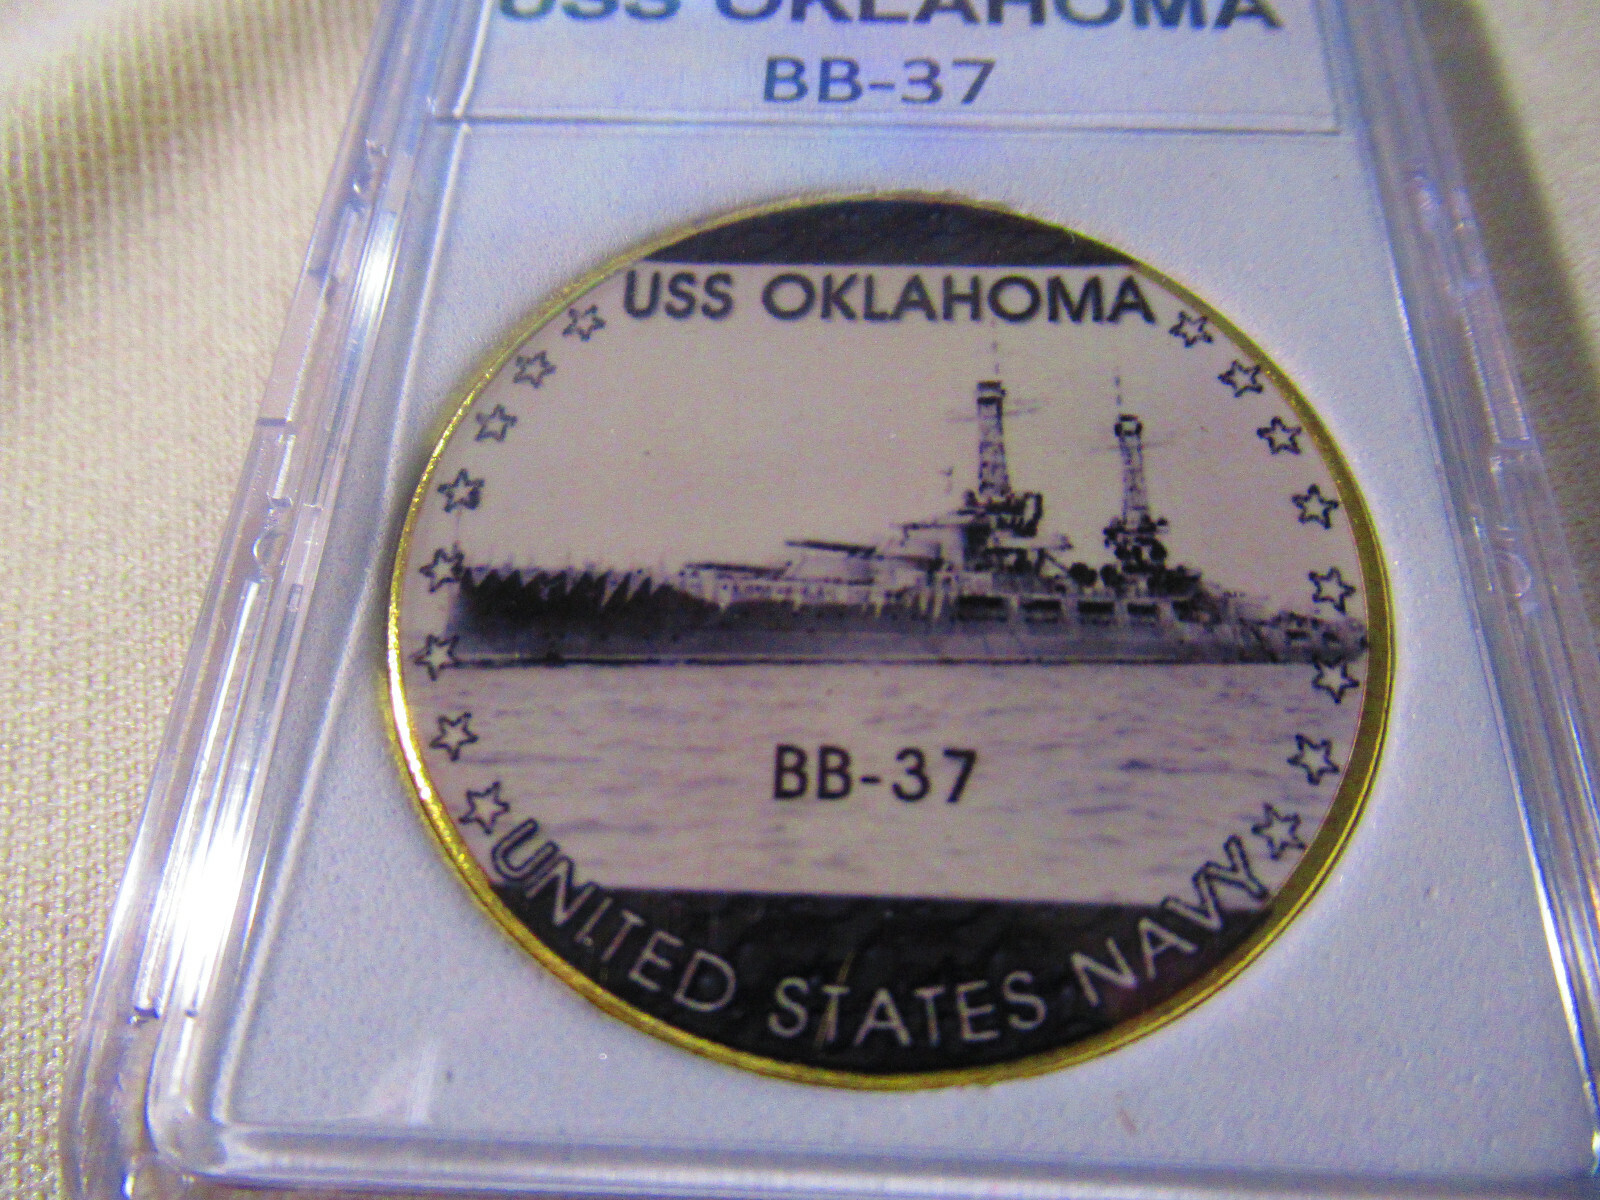 USS OKLAHOMA
BB-37
USS OKLAHOMA
BB-37
UNITED STATES NAVY